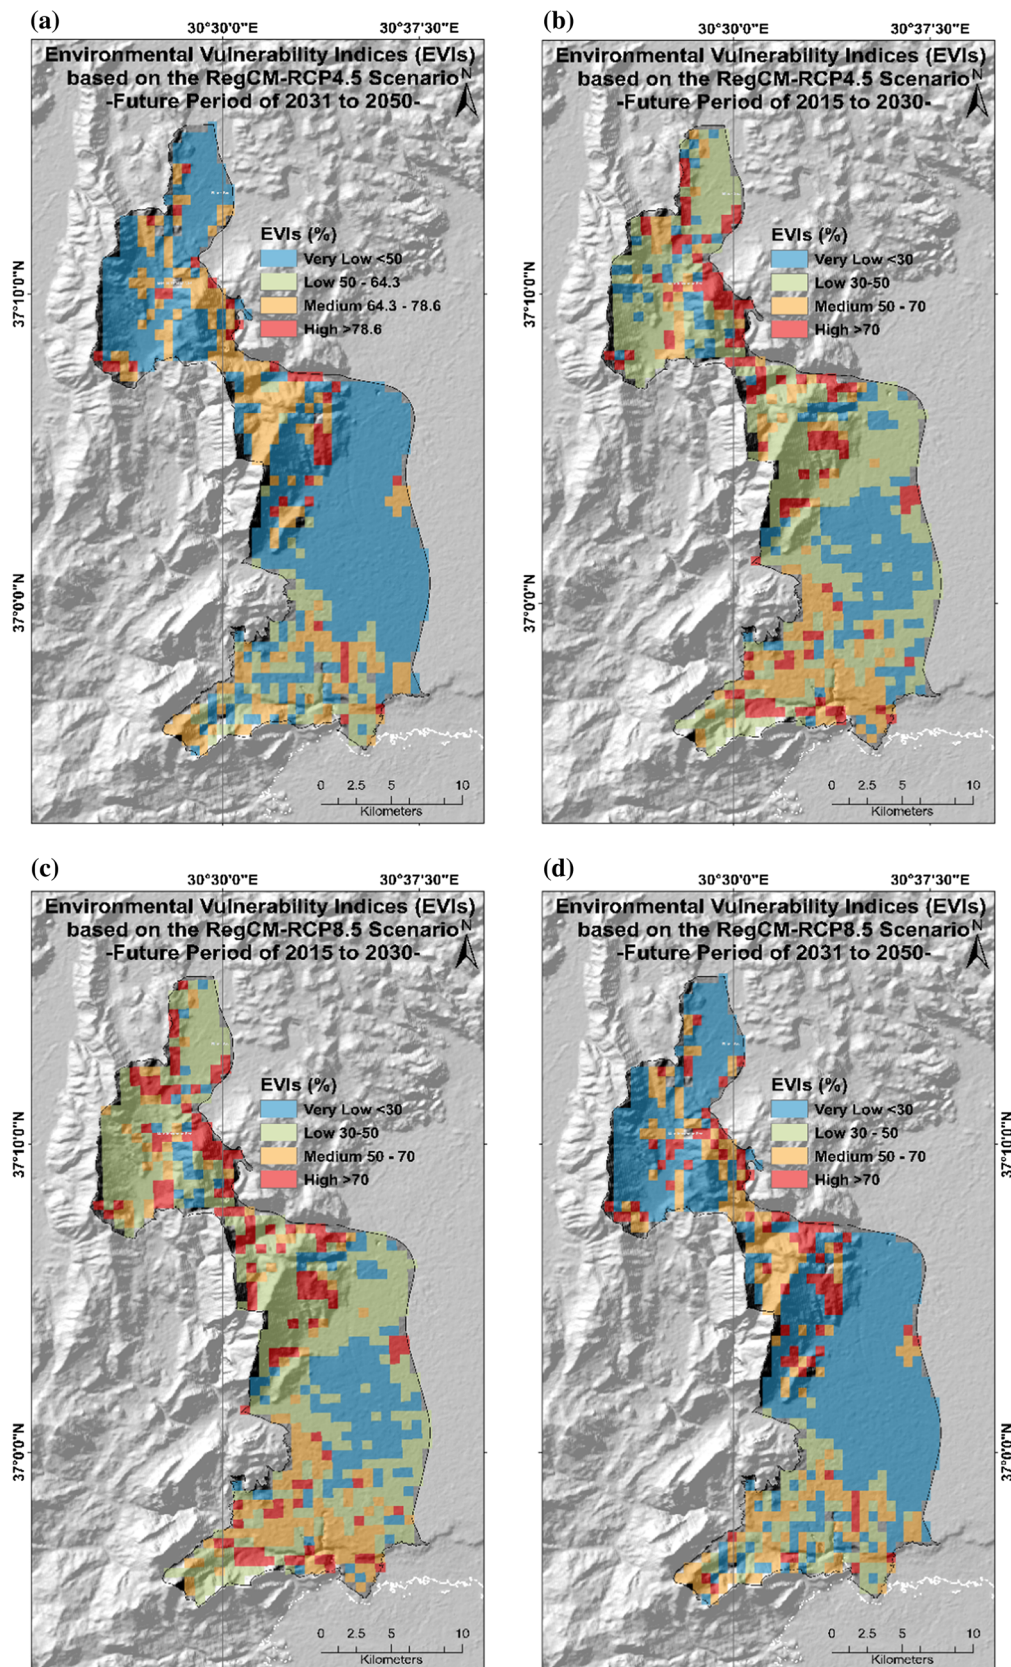 (a)
30°30'0"E
37°30'30"E
Environmental Vulnerability Indices (EVIs)
based on the RegCM-RCP4.5 Scenario
-Future Period of 2031 to 2050-
N
EVIs (%)
Very Low <50
Low 50 - 64.3
Medium 64.3 - 78.6
High >78.6
37°10'0"N
37°0'0"N
0 2.5 5 10
Kilometers
(b)
30°30'0"E
30°37'30"E
Environmental Vulnerability Indices (EVIs)
based on the RegCM-RCP4.5 Scenario
-Future Period of 2015 to 2030-
N
EVIs (%)
Very Low <30
Low 30-50
Medium 50 - 70
High >70
37°10'0"N
37°0'0"N
0 2.5 5 10
Kilometers
(c)
30°30'0"E
30°37'30"E
Environmental Vulnerability Indices (EVIs)
based on the RegCM-RCP8.5 Scenario
-Future Period of 2015 to 2030-
N
EVIs (%)
Very Low <30
Low 30-50
Medium 50 - 70
High >70
37°10'0"N
37°0'0"N
0 2.5 5 10
Kilometers
(d)
30°30'0"E
30°37'30"E
Environmental Vulnerability Indices (EVIs)
based on the RegCM-RCP8.5 Scenario
-Future Period of 2031 to 2050-
N
EVIs (%)
Very Low <30
Low 30 - 50
Medium 50 - 70
High >70
37°10'0"N
37°0'0"N
0 2.5 5 10
Kilometers